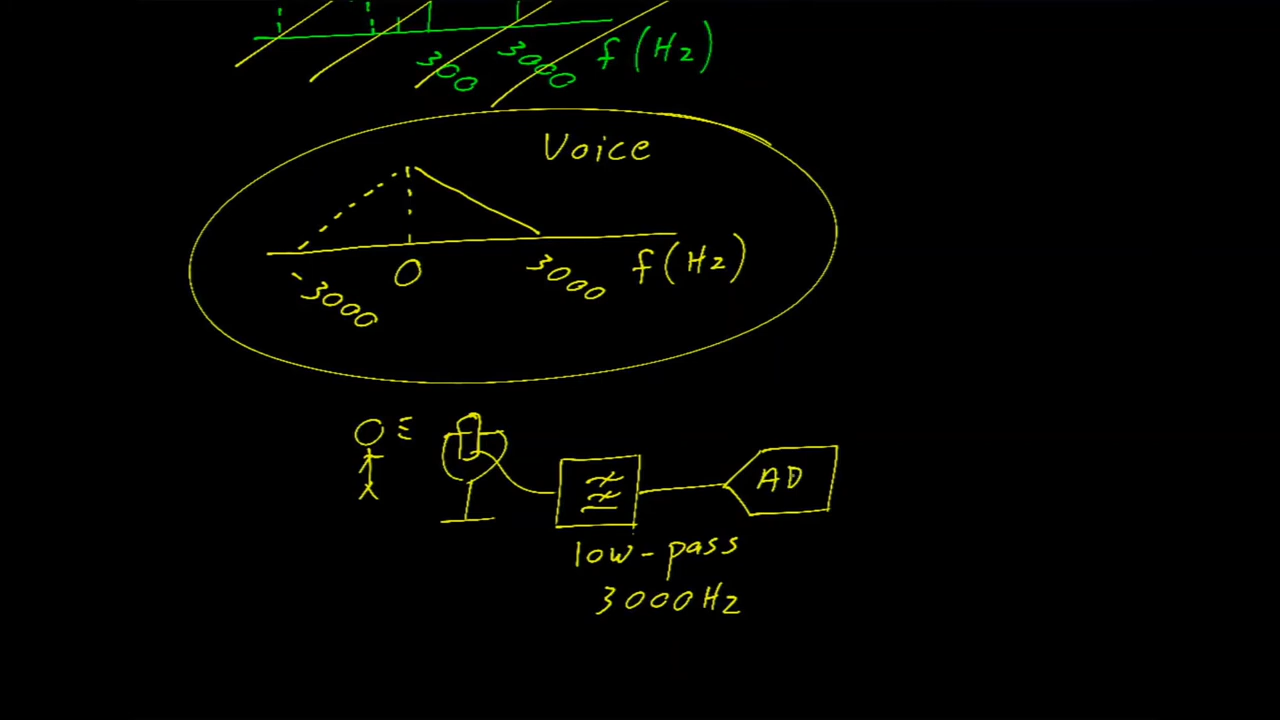 300 3000 f(Hz)
Voice
-3000 0 3000 f(Hz)
AD
low-pass
3000Hz